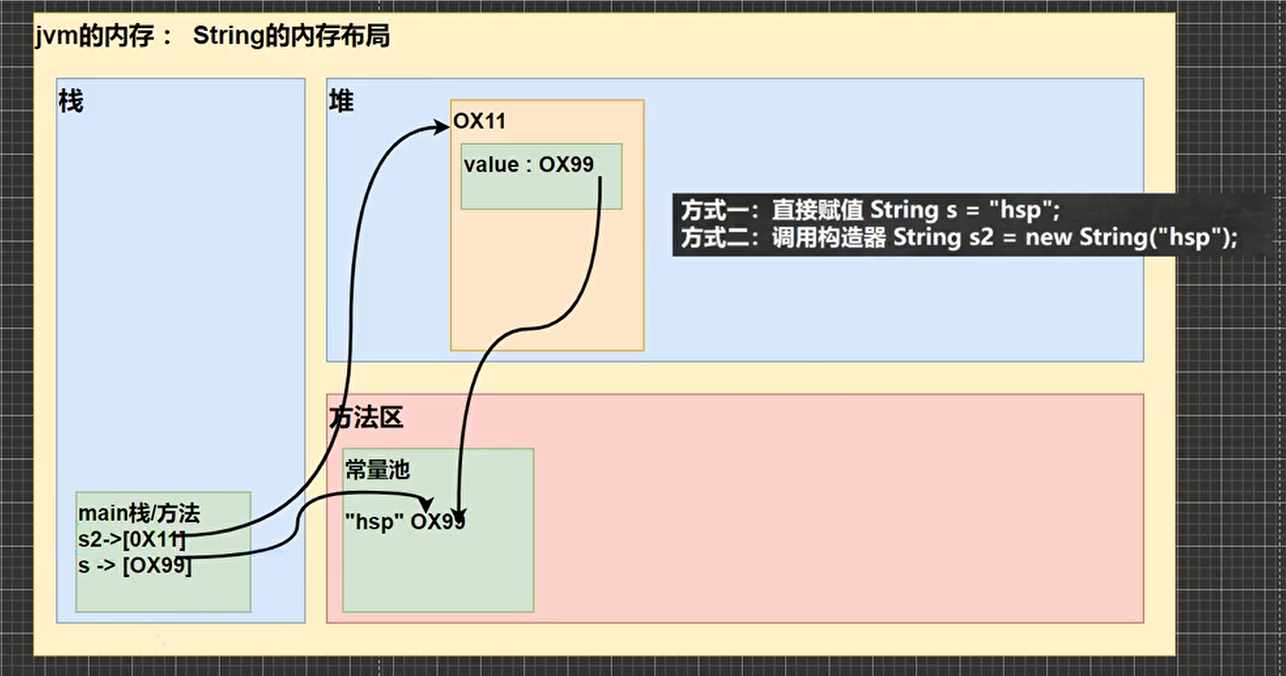 jvm的内存： String的内存布局
栈
堆
OX11
value : OX99
方式一：直接赋值 String s = "hsp";
方式二：调用构造器 String s2 = new String("hsp");
方法区
常量池
"hsp" OX99
main栈/方法
s2->[0X11]
s -> [OX99]